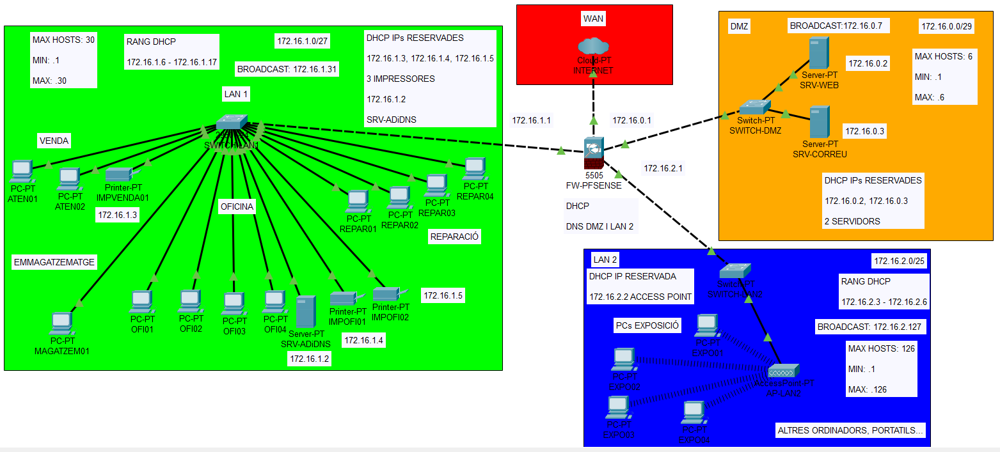 MAX HOSTS: 30
MIN: .1
MAX: .30
RANG DHCP
172.16.1.6 - 172.16.1.17
172.16.1.0/27
BROADCAST: 172.16.1.31
DHCP IPs RESERVADES
172.16.1.3, 172.16.1.4, 172.16.1.5
3 IMPRESSORES
172.16.1.2
SRV-ADiDNS
LAN 1
SWITCH LAN1
VENDA
PC-PT
ATEN01
PC-PT
ATEN02
Printer-PT
IMPVENDA01
172.16.1.3
OFICINA
PC-PT
REPAR01
PC-PT
REPAR02
PC-PT
REPAR03
PC-PT
REPAR04
REPARACIÓ
EMMAGATZEMATGE
PC-PT
MAGATZEM01
PC-PT
OFI01
PC-PT
OFI02
PC-PT
OFI03
PC-PT
OFI04
Server-PT
SRV-ADiDNS
172.16.1.2
Printer-PT
IMPOFI01
172.16.1.4
Printer-PT
IMPOFI02
172.16.1.5
WAN
Cloud-PT
INTERNET
172.16.1.1
172.16.0.1
172.16.2.1
5505
FW-PFSENSE
DHCP
DNS DMZ I LAN 2
DMZ
BROADCAST:172.16.0.7
172.16.0.0/29
MAX HOSTS: 6
MIN: .1
MAX: .6
Server-PT
SRV-WEB
172.16.0.2
Switch-PT
SWITCH-DMZ
Server-PT
SRV-CORREU
172.16.0.3
DHCP IPs RESERVADES
172.16.0.2, 172.16.0.3
2 SERVIDORS
LAN 2
172.16.2.0/25
DHCP IP RESERVADA
172.16.2.2 ACCESS POINT
Switch-PT
SWITCH LAN2
RANG DHCP
172.16.2.3 - 172.16.2.6
BROADCAST: 172.16.2.127
PCs EXPOSICIÓ
MAX HOSTS: 126
MIN: .1
MAX: .126
PC-PT
EXPO01
PC-PT
EXPO02
PC-PT
EXPO03
PC-PT
EXPO04
AccessPoint-PT
AP-LAN2
ALTRES ORDINADORS, PORTATILS...